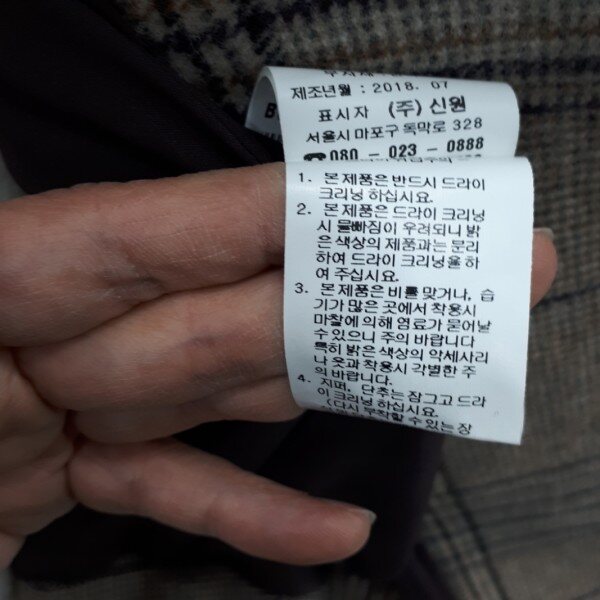 제조년월 : 2018. 07
표시자 (주) 신원
서울시 마포구 독막로 328
☎ 080 - 023 - 0888
1. 본 제품은 반드시 드라이
크리닝 하십시요.
2. 본 제품은 드라이 크리닝
시 물빠짐이 우려되니 밝
은 색상의 제품과는 분리
하여 드라이 크리닝을 하
여 주십시요.
3. 본 제품은 비를 맞거나, 습
기가 많은 곳에서 착용시
마찰에 의해 염료가 묻어날
수 있으니 주의 바랍니다
특히 밝은 색상의 악세사리
나 옷과 착용시 각별한 주
의 바랍니다.
4. 지퍼, 단추는 잠그고 드라
이 크리닝 하십시요.
(다시 부착할 수 있는 장